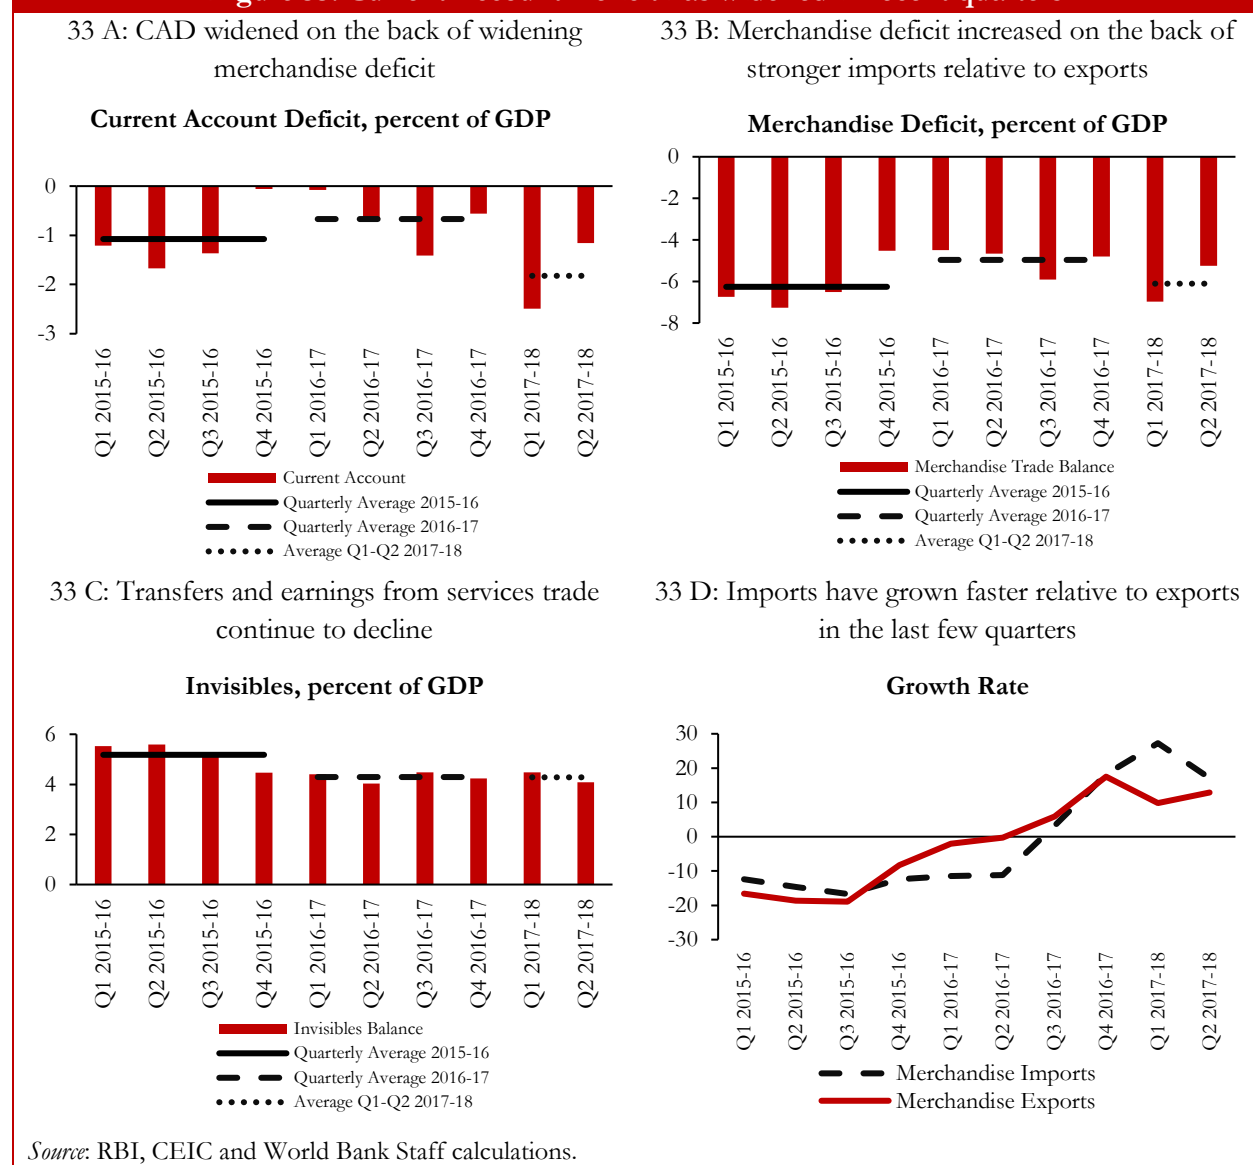 33 A: CAD widened on the back of widening
merchandise deficit
Current Account Deficit, percent of GDP
0
-1
-2
-3
Q1 2015-16
Q2 2015-16
Q3 2015-16
Q4 2015-16
Q1 2016-17
Q2 2016-17
Q3 2016-17
Q4 2016-17
Q1 2017-18
Q2 2017-18
Current Account
Quarterly Average 2015-16
Quarterly Average 2016-17
Average Q1-Q2 2017-18
33 B: Merchandise deficit increased on the back of
stronger imports relative to exports
Merchandise Deficit, percent of GDP
0
-2
-4
-6
-8
Q1 2015-16
Q2 2015-16
Q3 2015-16
Q4 2015-16
Q1 2016-17
Q2 2016-17
Q3 2016-17
Q4 2016-17
Q1 2017-18
Q2 2017-18
Merchandise Trade Balance
Quarterly Average 2015-16
Quarterly Average 2016-17
Average Q1-Q2 2017-18
33 C: Transfers and earnings from services trade
continue to decline
Invisibles, percent of GDP
6
4
2
0
Q1 2015-16
Q2 2015-16
Q3 2015-16
Q4 2015-16
Q1 2016-17
Q2 2016-17
Q3 2016-17
Q4 2016-17
Q1 2017-18
Q2 2017-18
Invisibles Balance
Quarterly Average 2015-16
Quarterly Average 2016-17
Average Q1-Q2 2017-18
33 D: Imports have grown faster relative to exports
in the last few quarters
Growth Rate
30
20
10
0
-10
-20
-30
Q1 2015-16
Q2 2015-16
Q3 2015-16
Q4 2015-16
Q1 2016-17
Q2 2016-17
Q3 2016-17
Q4 2016-17
Q1 2017-18
Q2 2017-18
Merchandise Imports
Merchandise Exports
Source: RBI, CEIC and World Bank Staff calculations.